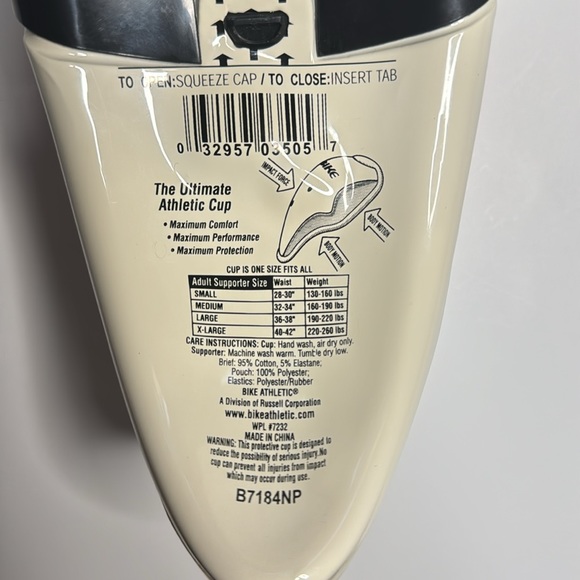 TO OPEN:SQUEEZE CAP / TO CLOSE:INSERT TAB
0 32957 03505 7
The Ultimate
Athletic Cup
• Maximum Comfort
• Maximum Performance
• Maximum Protection
IMPACT FORCE
BIKE
BODY MOTION
BODY MOTION
CUP IS ONE SIZE FITS ALL
Adult Supporter Size Waist Weight
SMALL 28-30" 130-160 lbs
MEDIUM 32-34" 160-190 lbs
LARGE 36-38" 190-220 lbs
X-LARGE 40-42" 220-260 lbs
CARE INSTRUCTIONS: Cup: Hand wash, air dry only.
Supporter: Machine wash warm. Tumble dry low.
Brief: 95% Cotton, 5% Elastane;
Pouch: 100% Polyester;
Elastics: Polyester/Rubber
BIKE ATHLETIC®
A Division of Russell Corporation
www.bikeathletic.com
WPL #7232
MADE IN CHINA
WARNING: This protective cup is designed to
reduce the possibility of serious injury. No
cup can prevent all injuries from impact
which may occur during use.
B7184NP